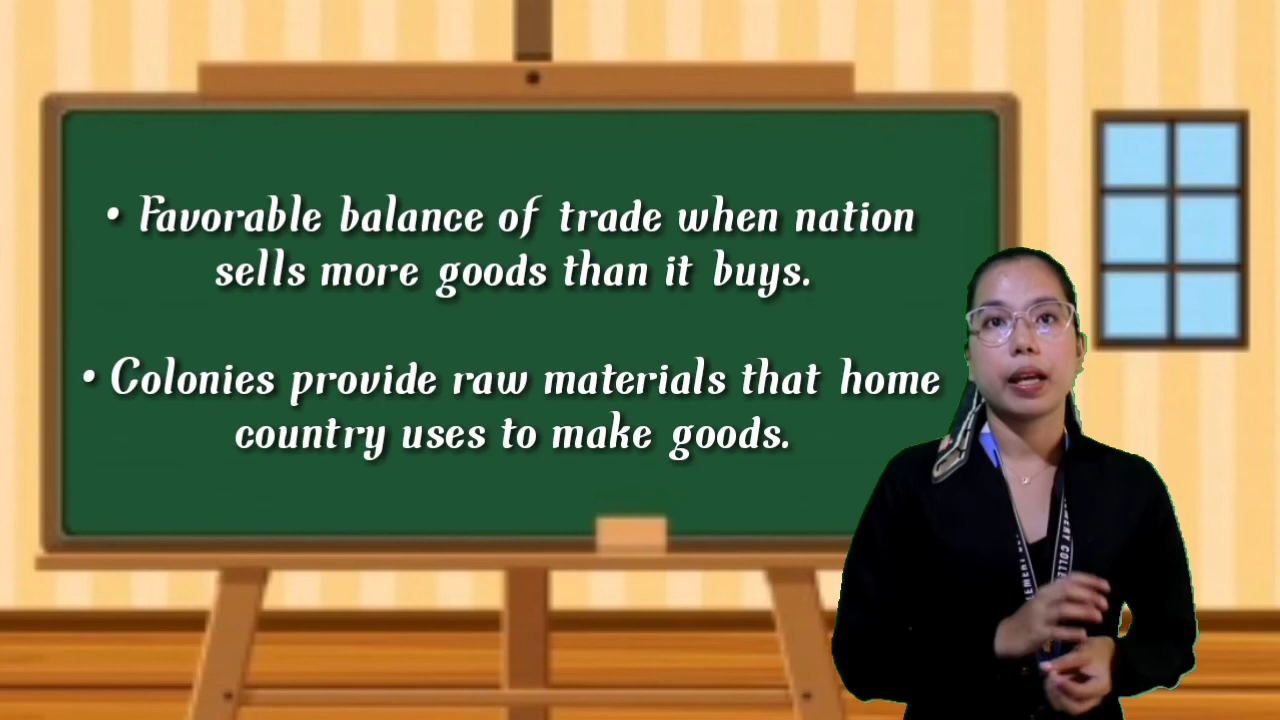 • Favorable balance of trade when nation
sells more goods than it buys.
• Colonies provide raw materials that home
country uses to make goods.